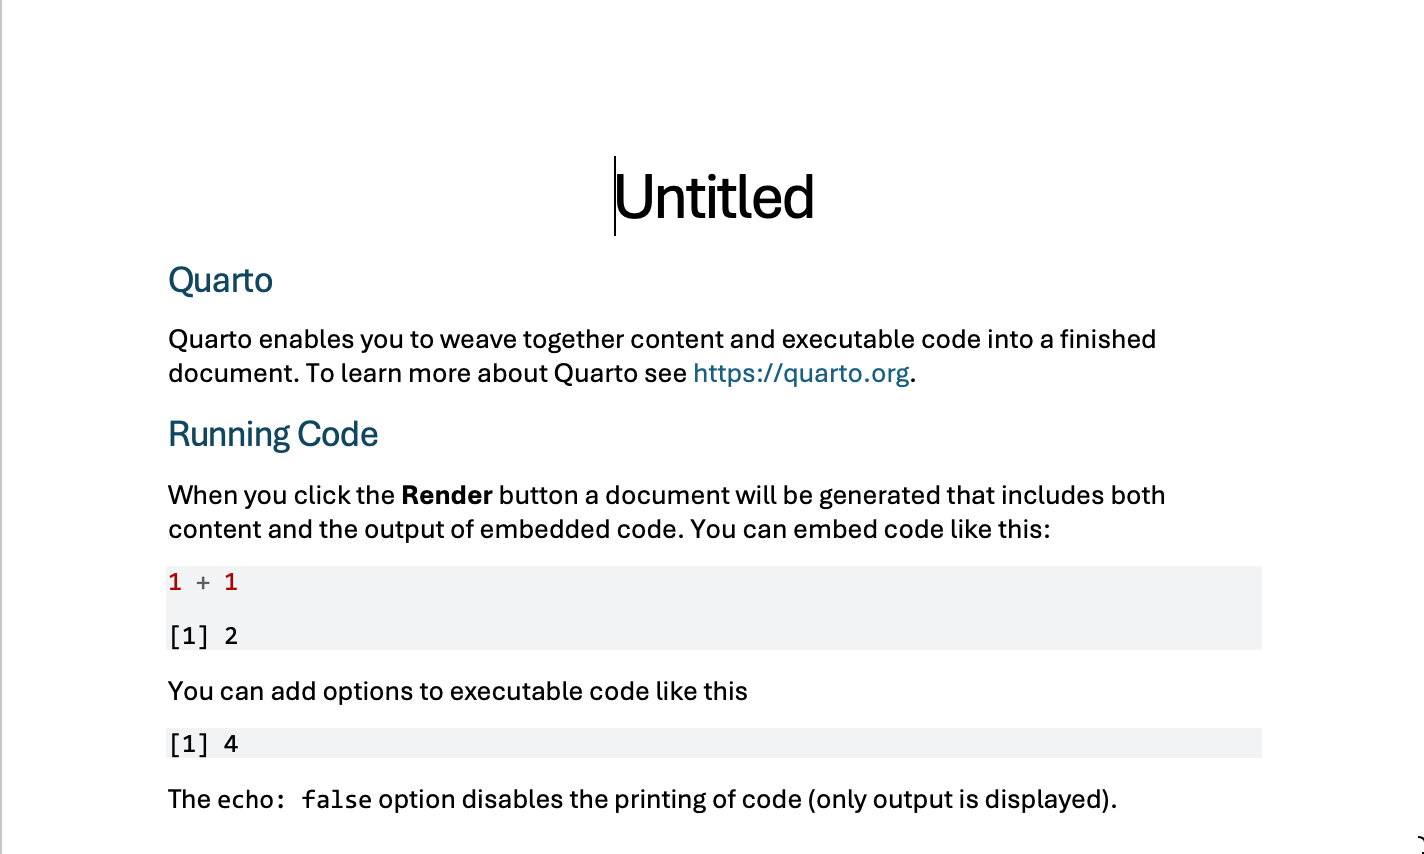 Untitled
Quarto
Quarto enables you to weave together content and executable code into a finished
document. To learn more about Quarto see https://quarto.org.
Running Code
When you click the Render button a document will be generated that includes both
content and the output of embedded code. You can embed code like this:
1 + 1
[1] 2
You can add options to executable code like this
[1] 4
The echo: false option disables the printing of code (only output is displayed).